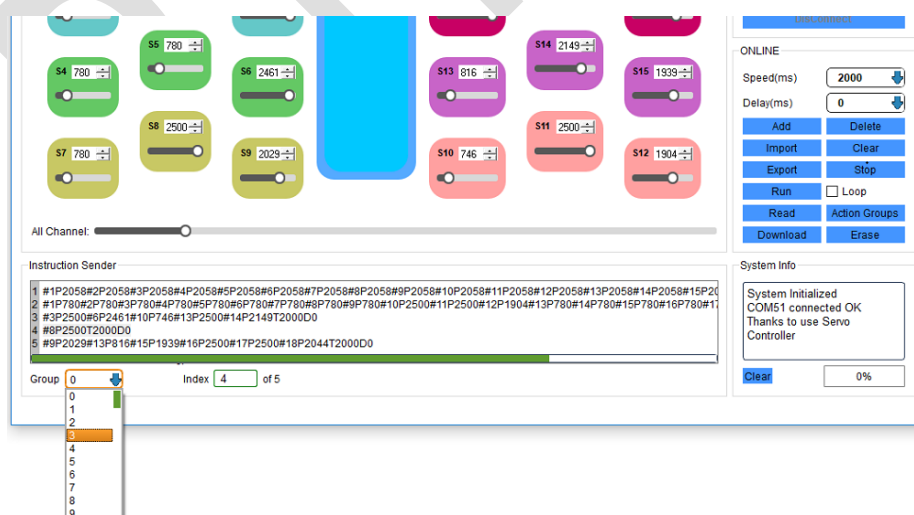 Disconnect
S5 780
S14 2149
ONLINE
S4 780
S6 2461
S13 816
S15 1939
Speed(ms) 2000
Delay(ms) 0
S8 2500
S11 2500
Add Delete
S7 780
S9 2029
S10 746
S12 1904
Import Clear
Export Stop
Run Loop
Read Action Groups
All Channel:
Download Erase
Instruction Sender
1 #1P2058#2P2058#3P2058#4P2058#5P2058#6P2058#7P2058#8P2058#9P2058#10P2058#11P2058#12P2058#13P2058#14P2058#15P20
2 #1P780#2P780#3P780#4P780#5P780#6P780#7P780#8P780#9P780#10P2500#11P2500#12P1904#13P780#14P780#15P780#16P780#17
3 #3P2500#6P2461#10P746#13P2500#14P2149T2000D0
4 #8P2500T2000D0
5 #9P2029#13P816#15P1939#16P2500#17P2500#18P2044T2000D0
System Info
System Initialized
COM51 connected OK
Thanks to use Servo
Controller
Group 0 Index 4 of 5
Clear 0%
0
1
2
3
4
5
6
7
8
9